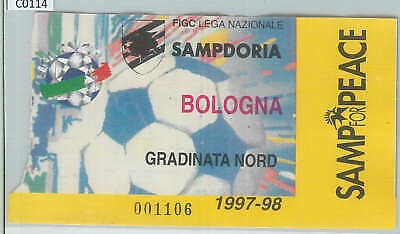 C0114
FIGC LEGA NAZIONALE
SAMPDORIA
BOLOGNA
GRADINATA NORD
001106
1997-98
SAMP FOR PEACE